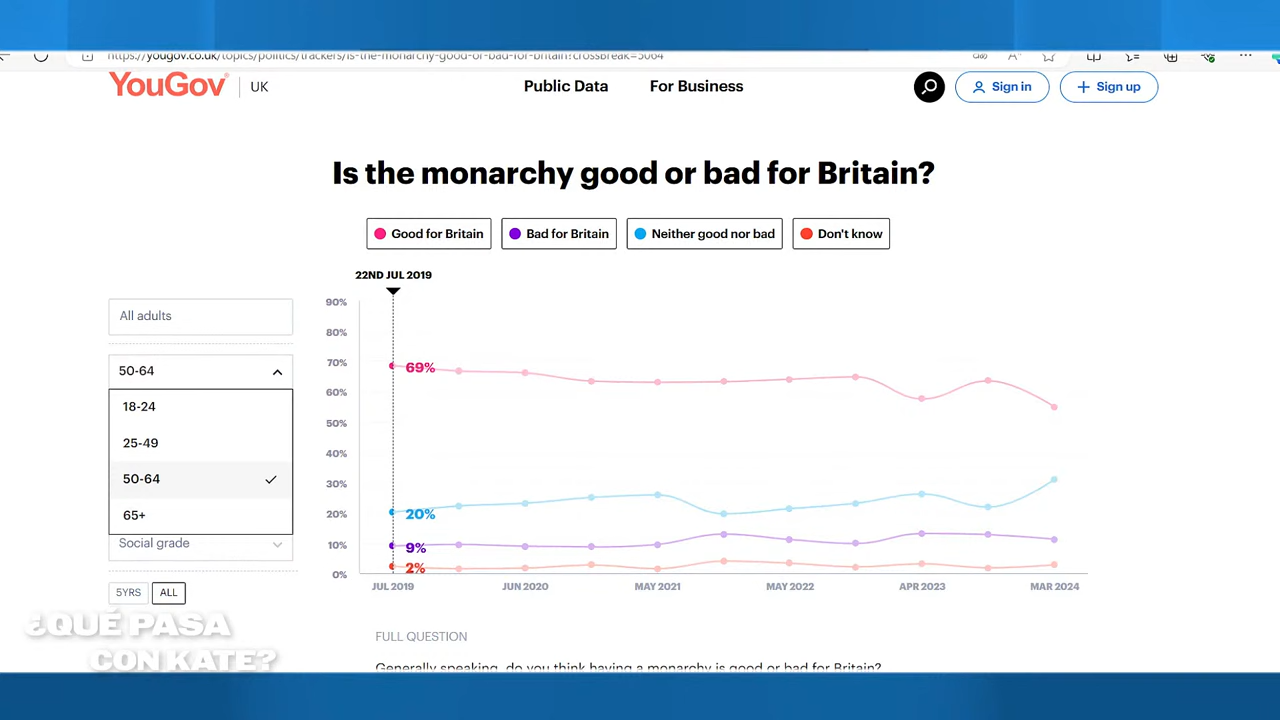 https://yougov.co.uk/topics/politics/trackers/is-the-monarchy-good-or-bad-for-britain?crossBreak=5064
YouGov UK
Public Data
For Business
Sign in
Sign up
Is the monarchy good or bad for Britain?
Good for Britain
Bad for Britain
Neither good nor bad
Don't know
22ND JUL 2019
All adults
50-64
18-24
25-49
50-64
65+
Social grade
5YRS
ALL
90%
80%
70%
60%
50%
40%
30%
20%
10%
0%
69%
20%
9%
2%
JUL 2019
JUN 2020
MAY 2021
MAY 2022
APR 2023
MAR 2024
¿QUÉ PASA
CON KATE?
FULL QUESTION
Generally speaking, do you think having a monarchy is good or bad for Britain?